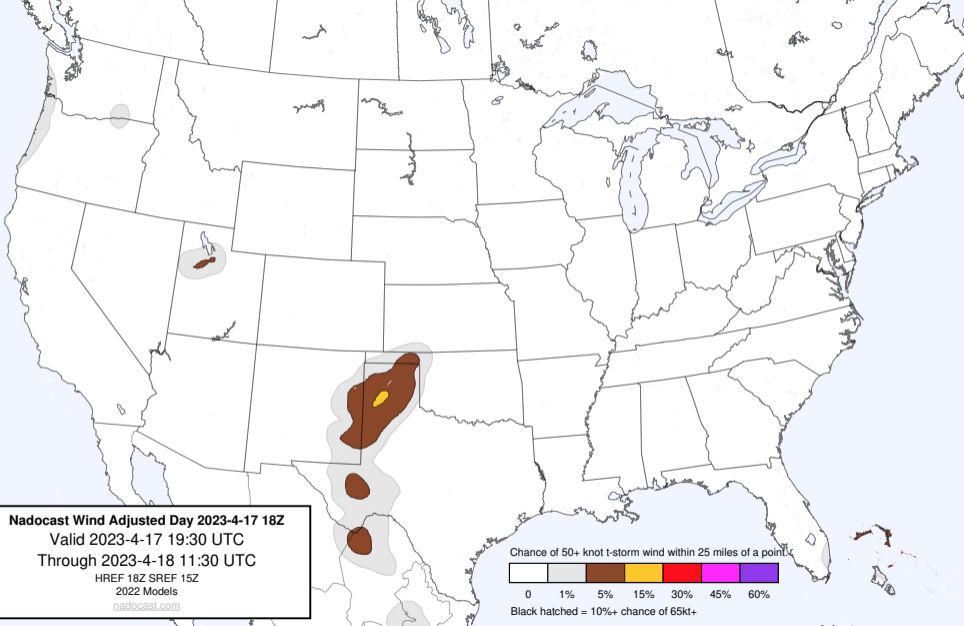 Nadocast Wind Adjusted Day 2023-4-17 18Z
Valid 2023-4-17 19:30 UTC
Through 2023-4-18 11:30 UTC
HREF 18Z SREF 15Z
2022 Models
nadocast.com
Chance of 50+ knot t-storm wind within 25 miles of a point.
0 1% 5% 15% 30% 45% 60%
Black hatched = 10%+ chance of 65kt+